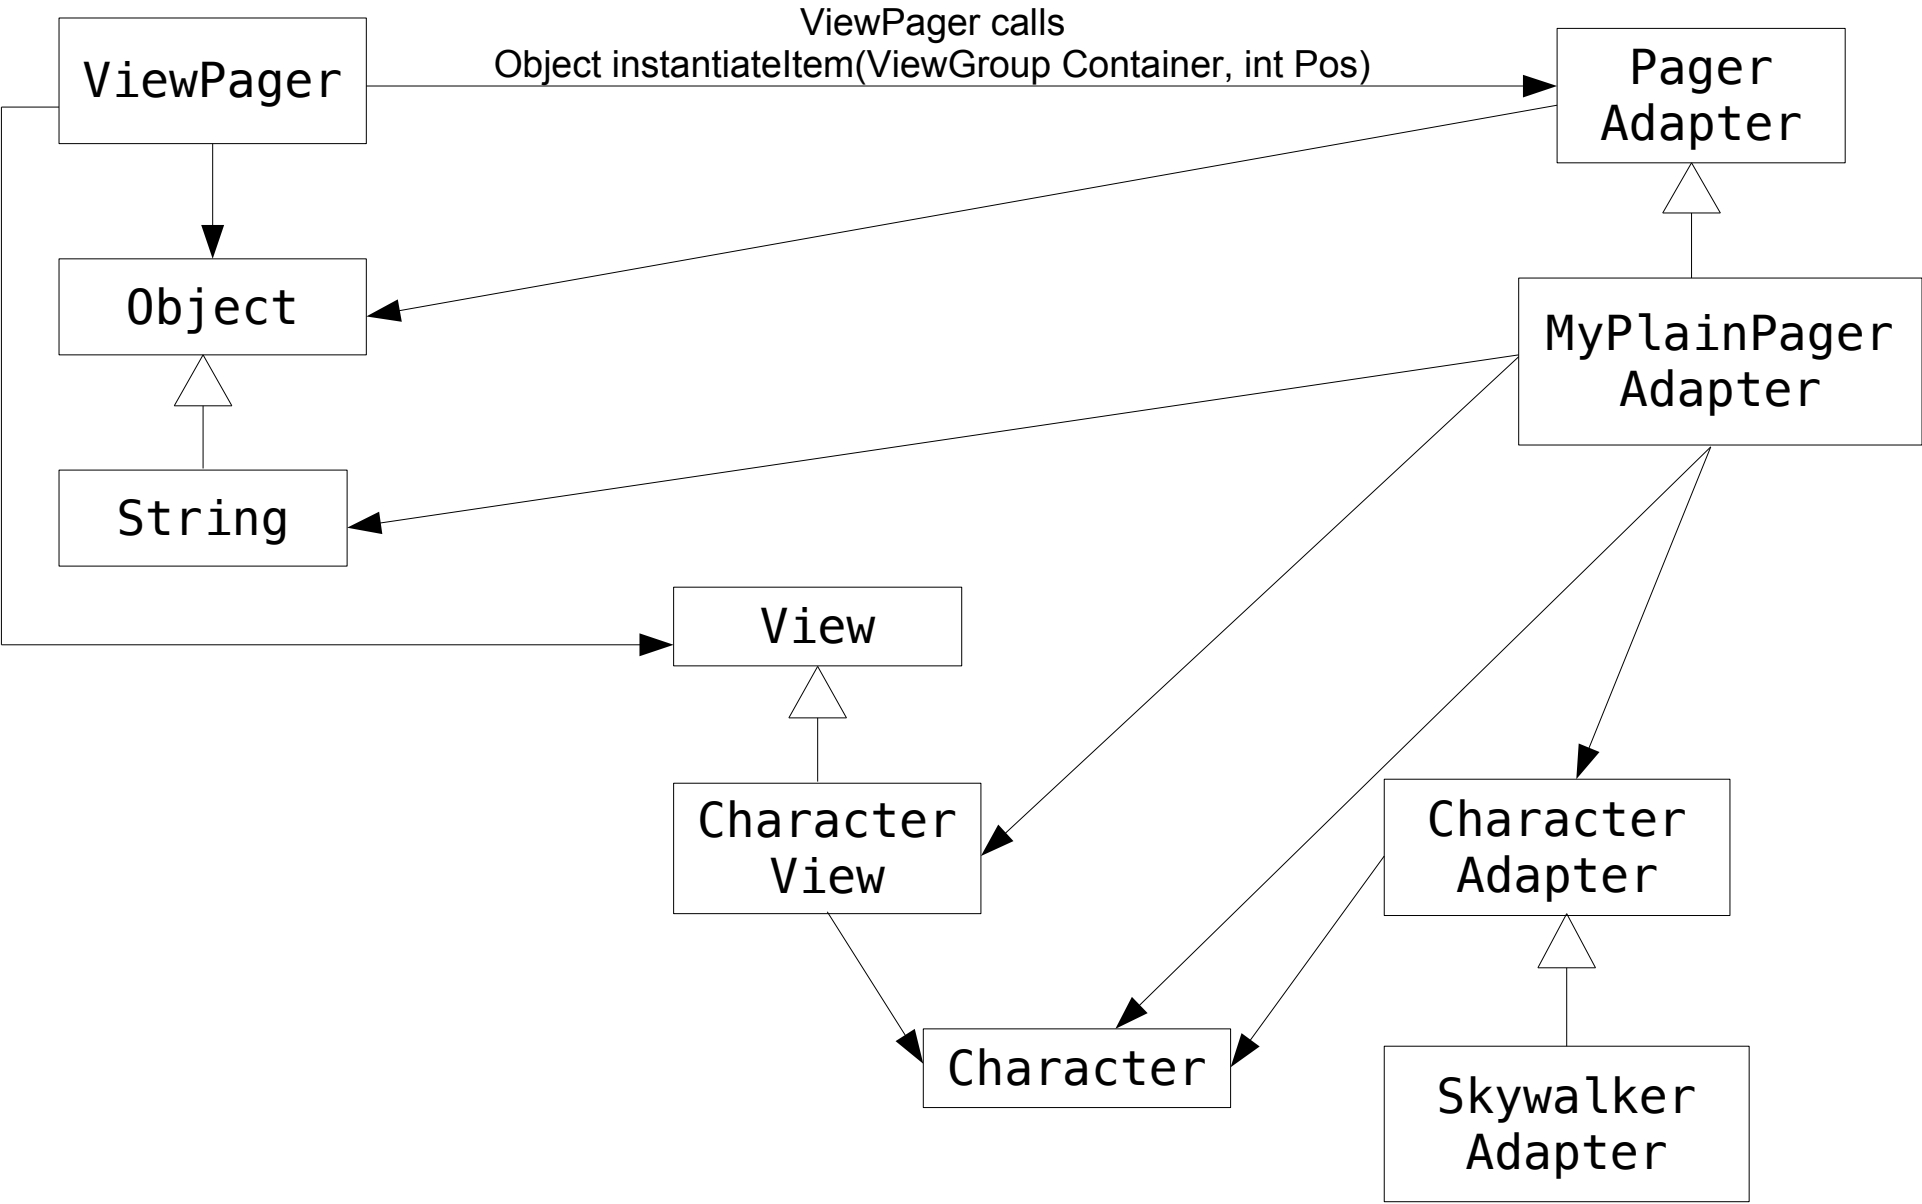 ViewPager calls
Object instantiateItem(ViewGroup Container, int Pos)
ViewPager
Pager
Adapter
Object
MyPlainPager
Adapter
String
View
Character
View
Character
Adapter
Character
Skywalker
Adapter